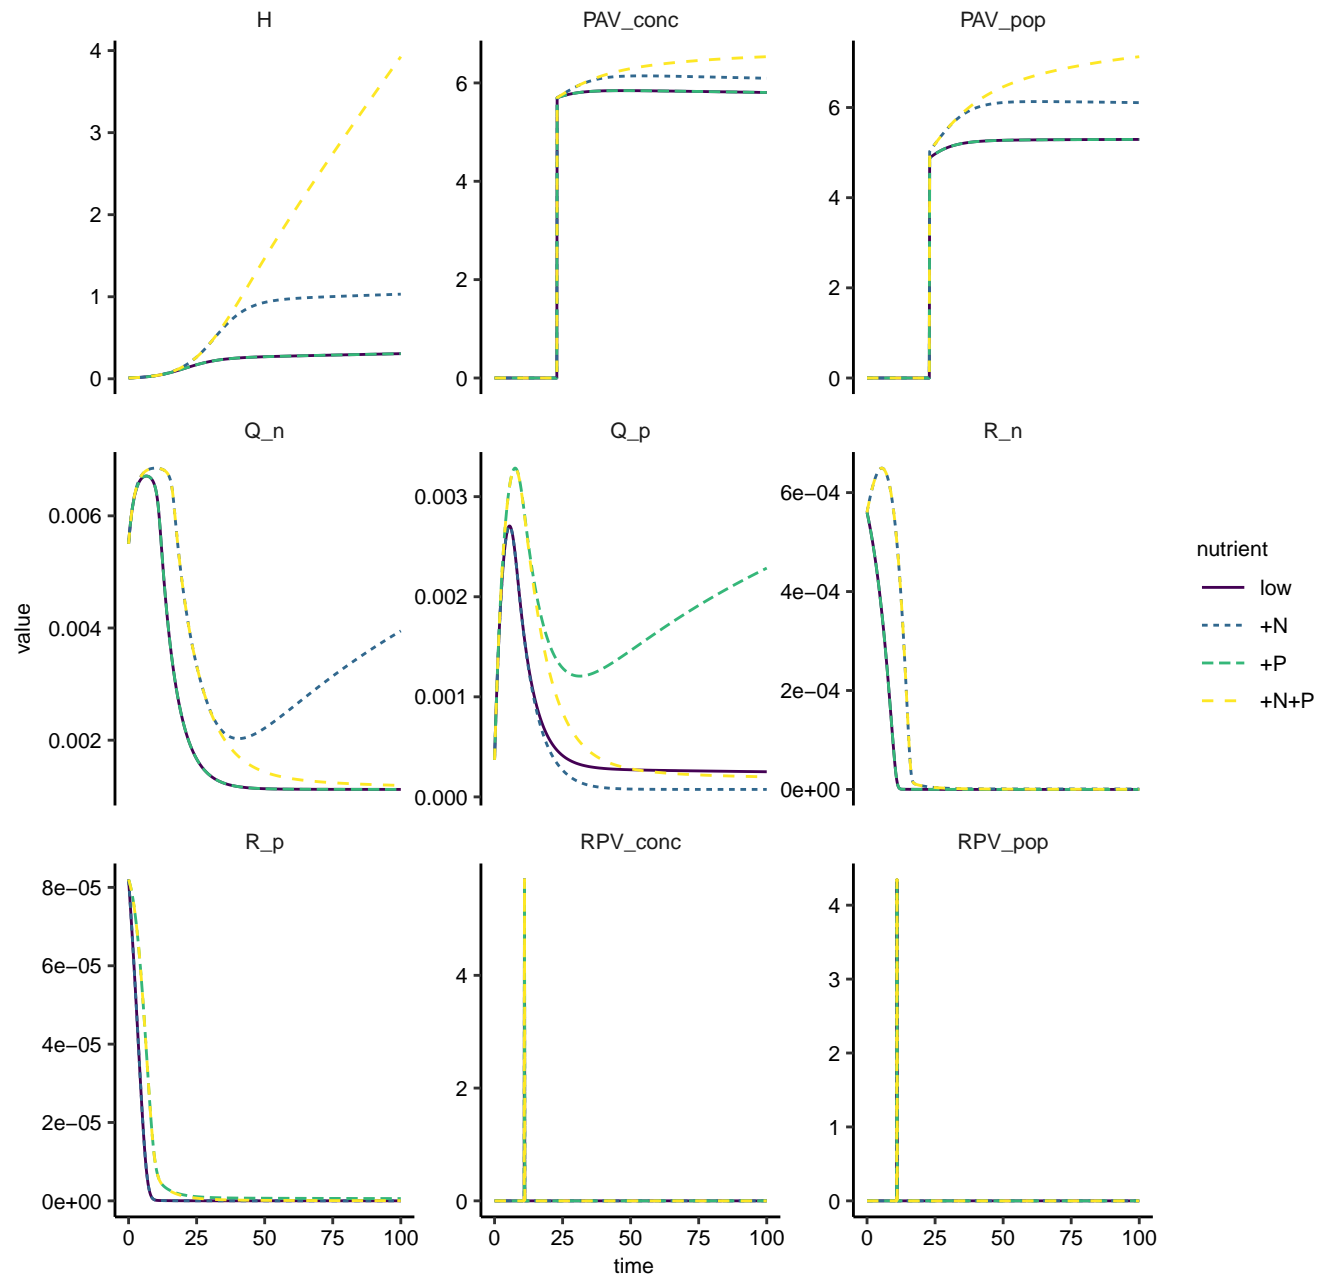 H
PAV_conc
PAV_pop
4
3
2
1
0
6
4
2
0
6
4
2
0
Q_n
Q_p
R_n
0.006
0.004
0.002
0.003
0.002
0.001
0.000
6e−04
4e−04
2e−04
0e+00
value
nutrient
low
+N
+P
+N+P
R_p
RPV_conc
RPV_pop
8e−05
6e−05
4e−05
2e−05
0e+00
4
2
0
4
3
2
1
0
0 25 50 75 100
0 25 50 75 100
0 25 50 75 100
time